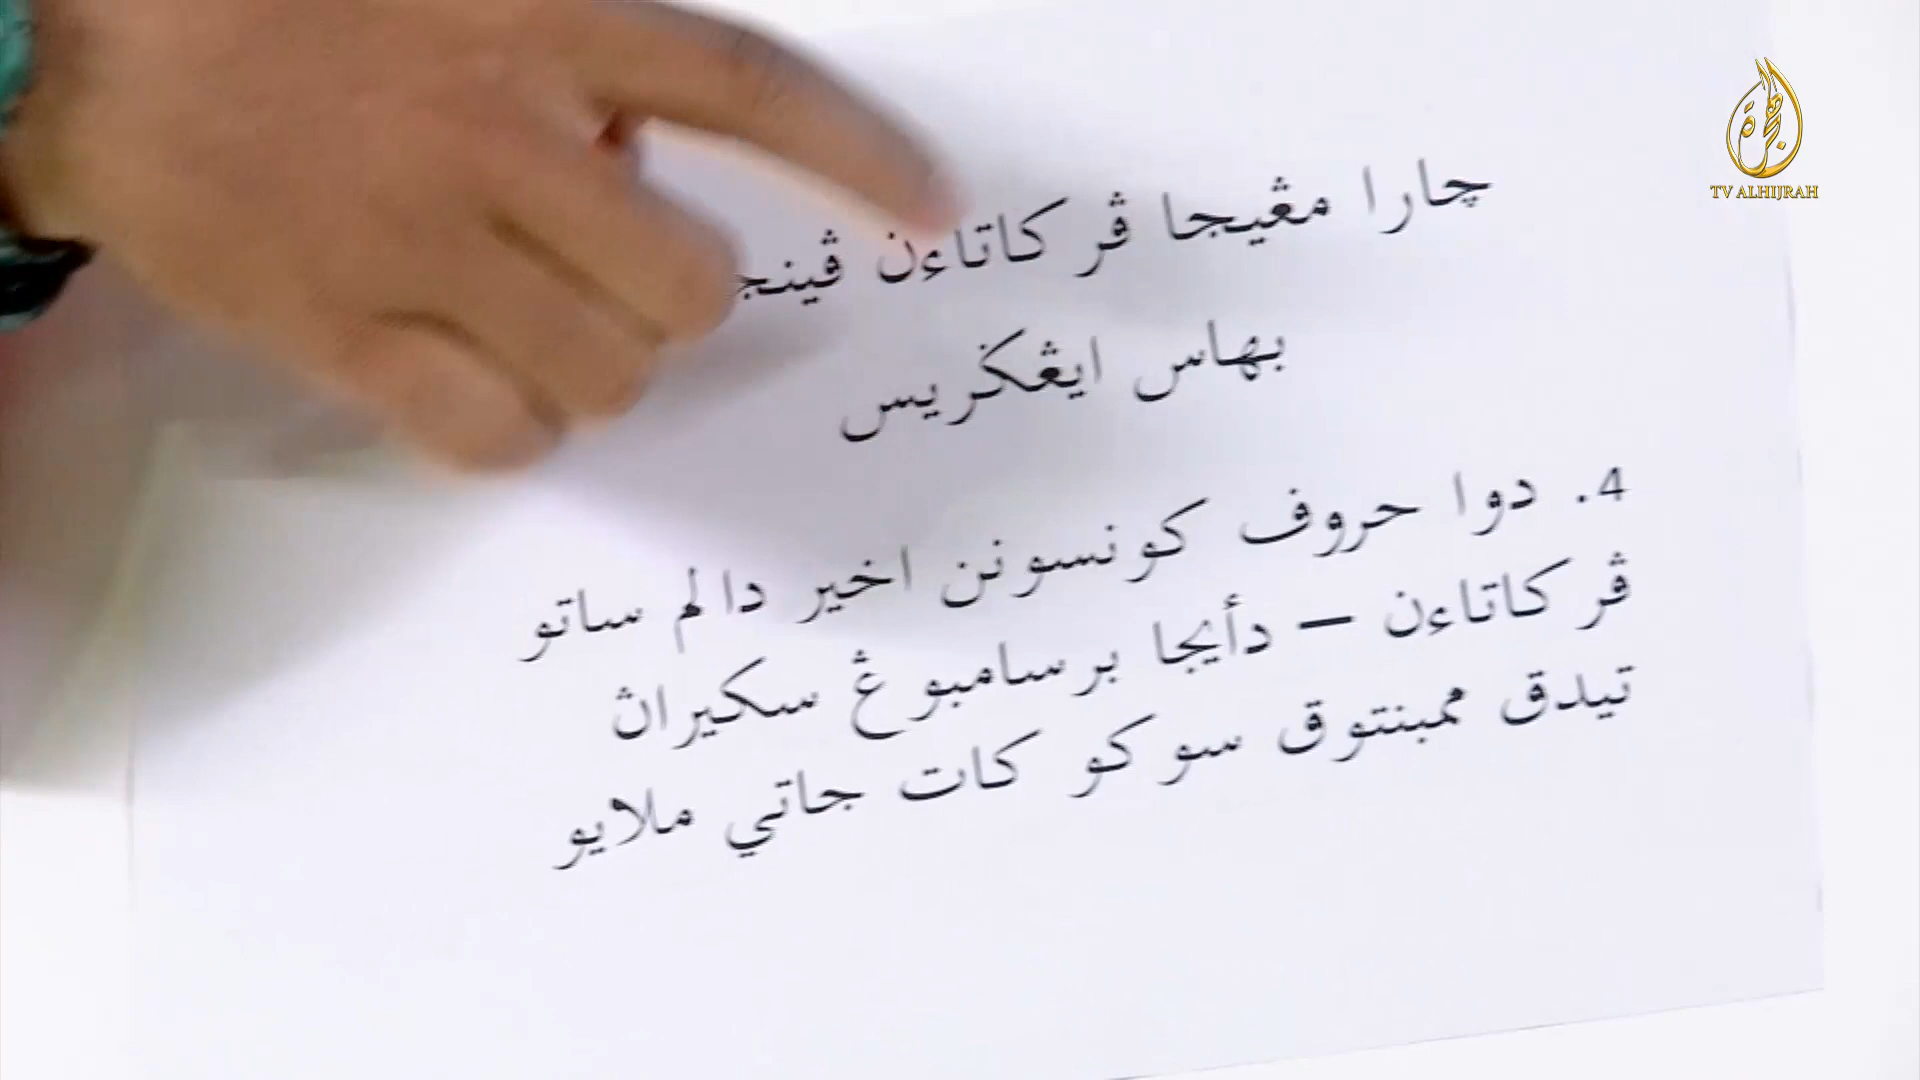 چارا مڠيجا ڤرکاتاءن
بهاس ايڠݢريس
4. دوا حروف کونسونن اخير دالم ساتو
ڤرکاتاءن – دأيجا برسامبوڠ سکيراڽ
تيدق ممبنتوق سوکو کات جاتي ملايو
TV ALHIJRAH